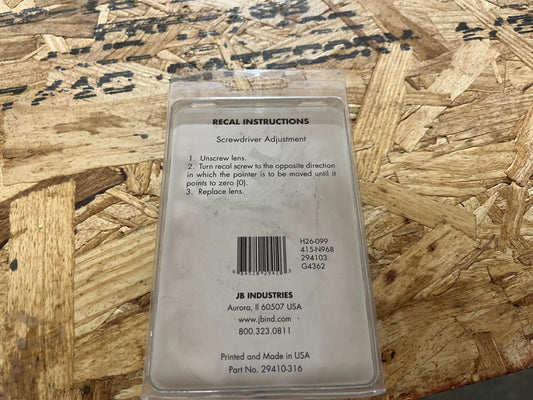 RECAL INSTRUCTIONS
Screwdriver Adjustment
1. Unscrew lens.
2. Turn recal screw to the opposite direction
in which the pointer is to be moved until it
points to zero (0).
3. Replace lens.
H26-099
415-N968
294103
G4362
JB INDUSTRIES
Aurora, Il 60507 USA
www.jbind.com
800.323.0811
Printed and Made in USA
Part No. 29410-316